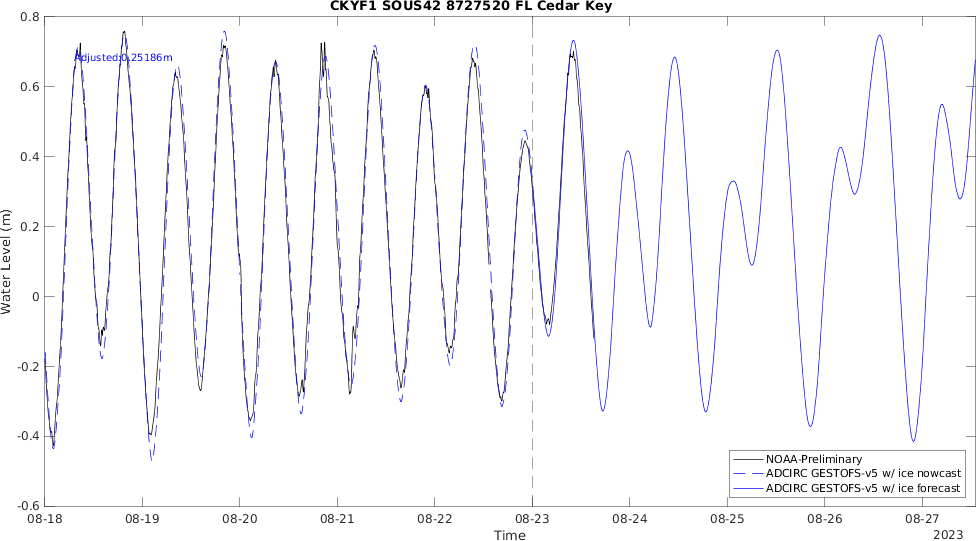 CKYF1 SOUS42 8727520 FL Cedar Key
0.8
Adjusted:0.25186m
0.6
0.4
0.2
0
-0.2
-0.4
-0.6
Water Level (m)
NOAA-Preliminary
ADCIRC GESTOFS-v5 w/ ice nowcast
ADCIRC GESTOFS-v5 w/ ice forecast
08-18 08-19 08-20 08-21 08-22 08-23 08-24 08-25 08-26 08-27
Time
2023